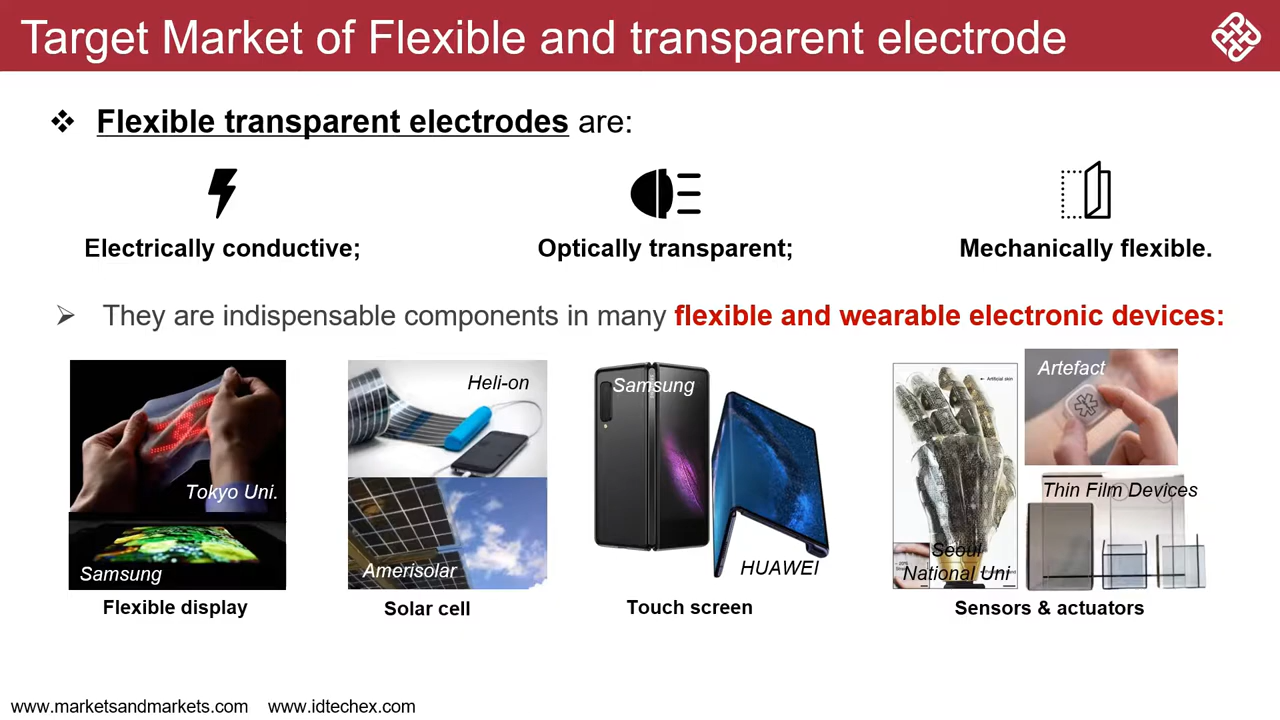 Target Market of Flexible and transparent electrode
❖ Flexible transparent electrodes are:
Electrically conductive;
Optically transparent;
Mechanically flexible.
➢ They are indispensable components in many flexible and wearable electronic devices:
Tokyo Uni.
Samsung
Flexible display
Heli-on
Amerisolar
Solar cell
Samsung
HUAWEI
Touch screen
Artificial skin
Seoul
National Uni
Artefact
Thin Film Devices
Sensors & actuators
www.marketsandmarkets.com www.idtechex.com